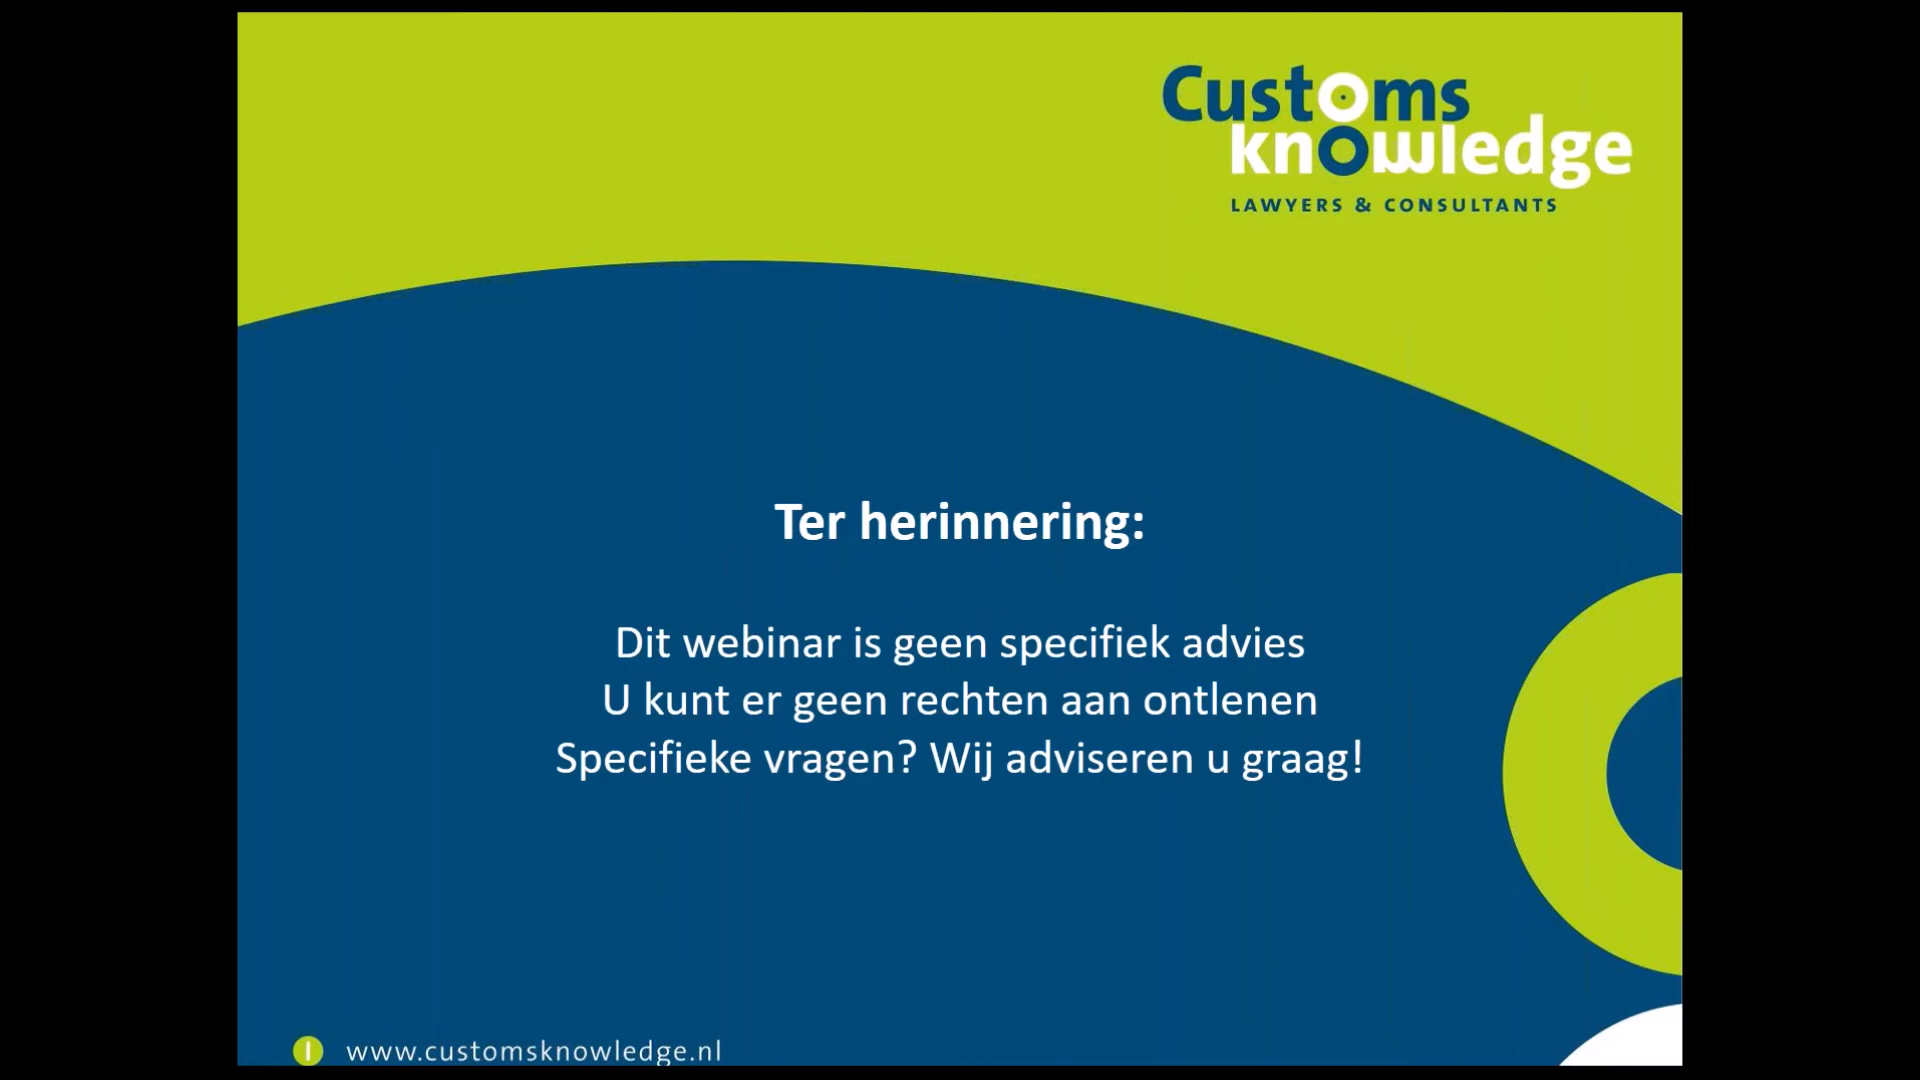 Customs
knowledge
LAWYERS & CONSULTANTS
Ter herinnering:
Dit webinar is geen specifiek advies
U kunt er geen rechten aan ontlenen
Specifieke vragen? Wij adviseren u graag!
www.customsknowledge.nl